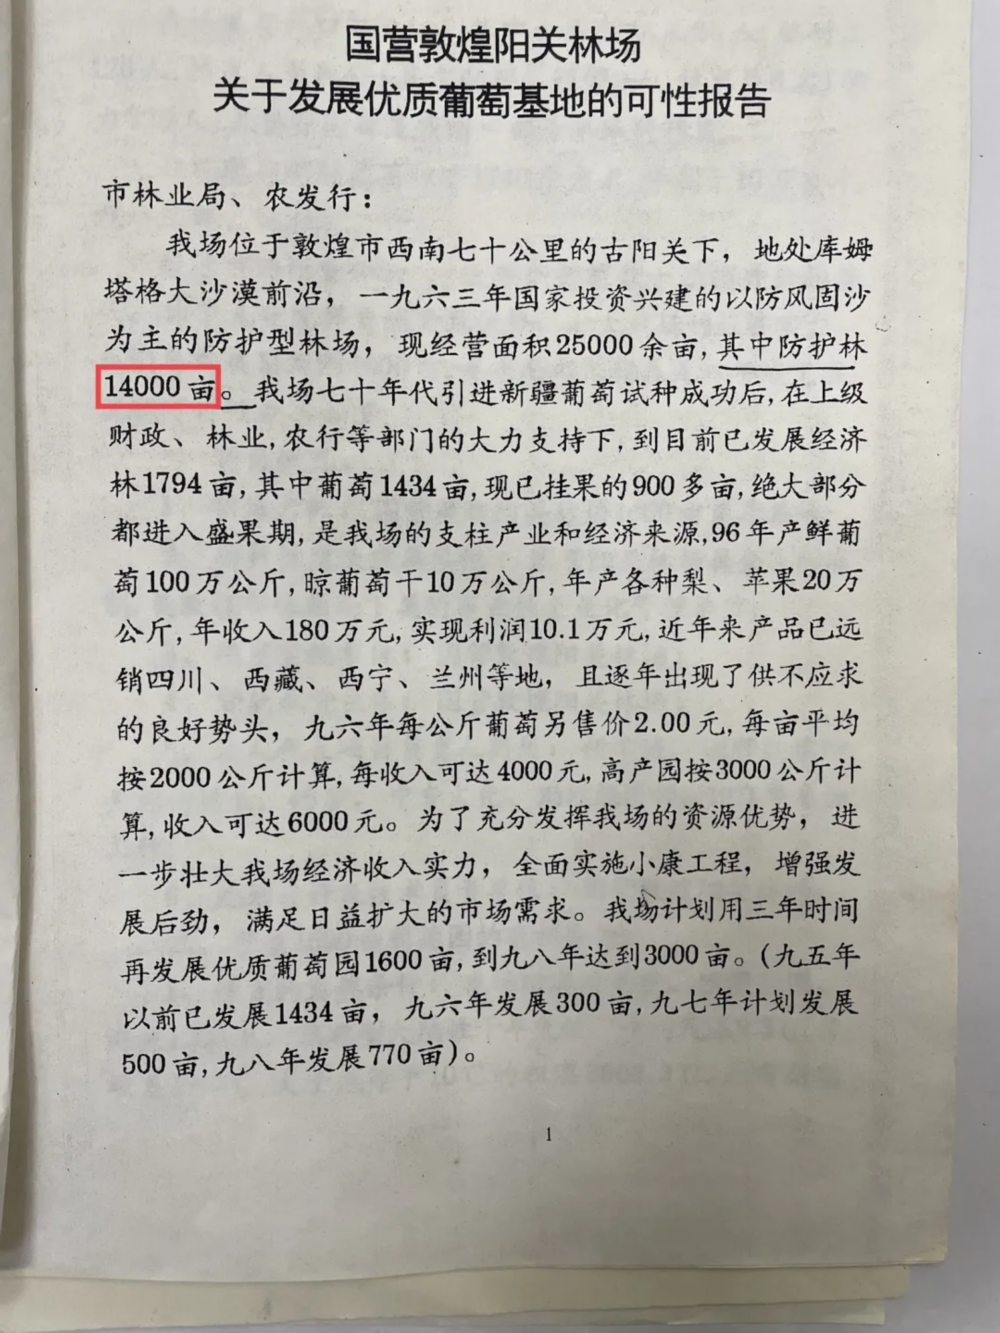 国营敦煌阳关林场
关于发展优质葡萄基地的可性报告
市林业局、农发行：
我场位于敦煌市西南七十公里的古阳关下，地处库姆
塔格大沙漠前沿，一九六三年国家投资兴建的以防风固沙
为主的防护型林场，现经营面积25000余亩,其中防护林
14000亩。我场七十年代引进新疆葡萄试种成功后,在上级
财政、林业,农行等部门的大力支持下,到目前已发展经济
林1794亩,其中葡萄1434亩,现已挂果的900多亩,绝大部分
都进入盛果期,是我场的支柱产业和经济来源,96年产鲜葡
萄100万公斤,晾葡萄干10万公斤,年产各种梨、苹果20万
公斤,年收入180万元,实现利润10.1万元,近年来产品已远
销四川、西藏、西宁、兰州等地，且逐年出现了供不应求
的良好势头，九六年每公斤葡萄另售价2.00元,每亩平均
按2000公斤计算,每收入可达4000元,高产园按3000公斤计
算,收入可达6000元。为了充分发挥我场的资源优势，进
一步壮大我场经济收入实力，全面实施小康工程，增强发
展后劲，满足日益扩大的市场需求。我场计划用三年时间
再发展优质葡萄园1600亩,到九八年达到3000亩。(九五年
以前已发展1434亩，九六年发展300亩,九七年计划发展
500亩,九八年发展770亩)。
1